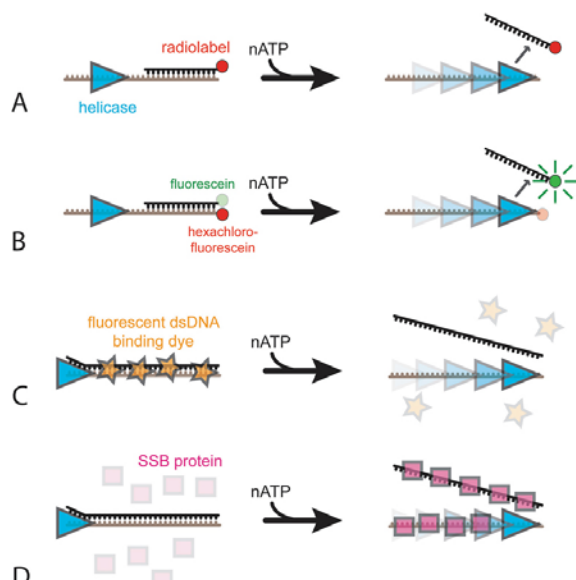 radiolabel
nATP
helicase
A
fluorescein
nATP
hexachloro-
fluorescein
B
fluorescent dsDNA
binding dye
nATP
C
SSB protein
nATP
D